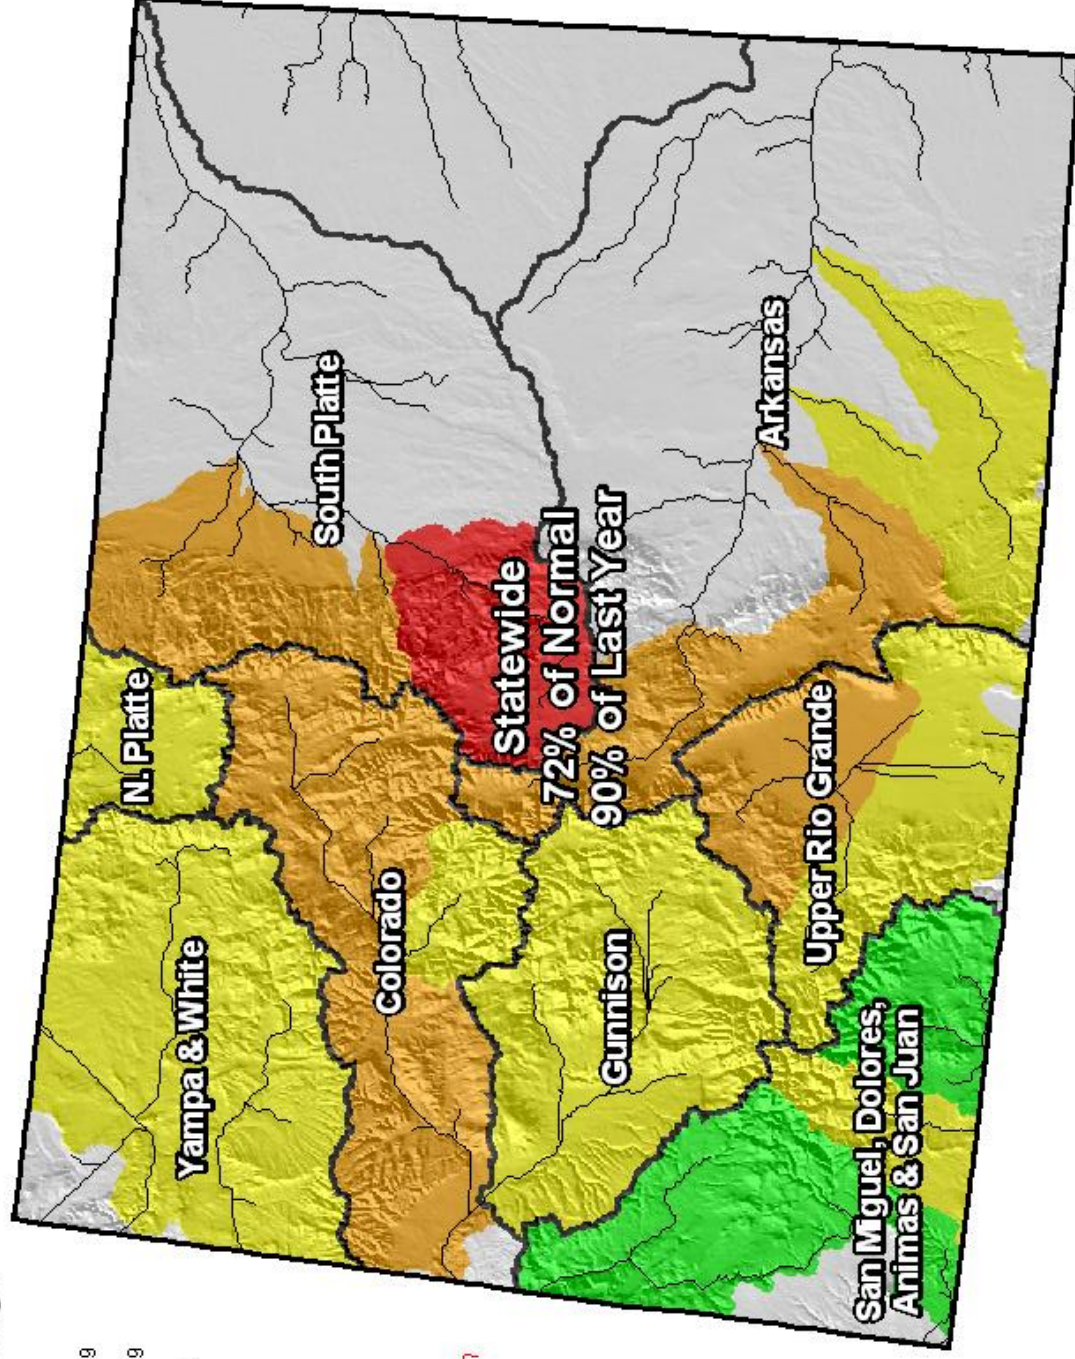 N. Platte
Yampa & White
South Platte
Colorado
Statewide
72% of Normal
90% of Last Year
Gunnison
Arkansas
Upper Rio Grande
San Miguel, Dolores,
Animas & San Juan